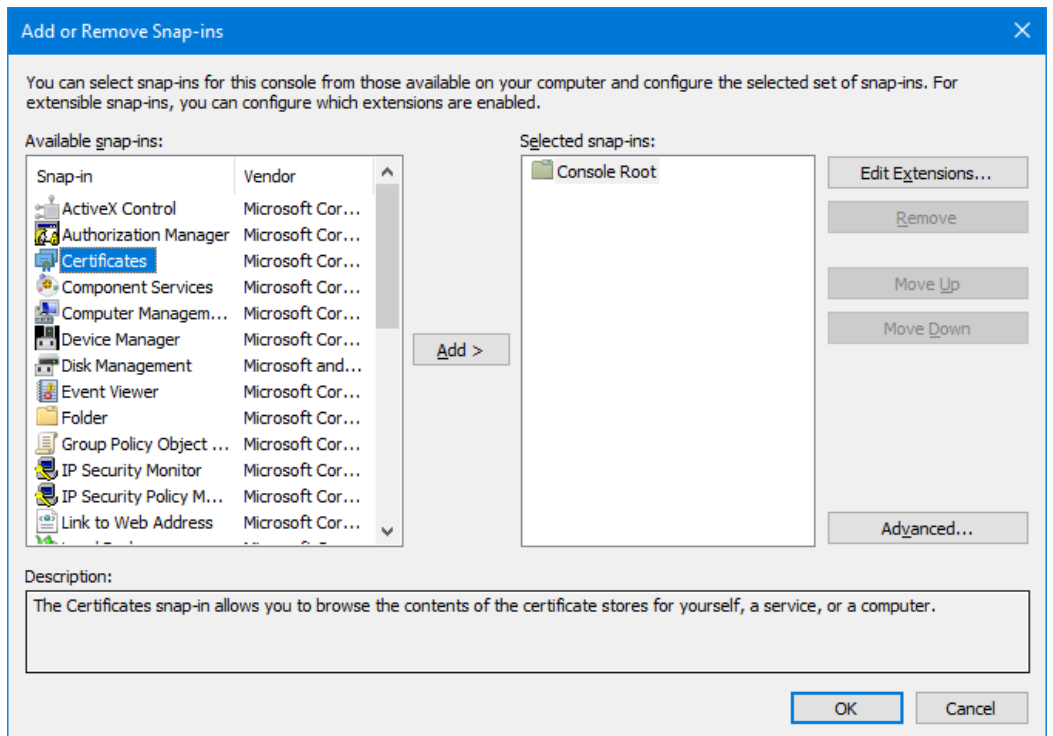 Add or Remove Snap-ins
You can select snap-ins for this console from those available on your computer and configure the selected set of snap-ins. For
extensible snap-ins, you can configure which extensions are enabled.
Available snap-ins:
Snap-in Vendor
ActiveX Control Microsoft Cor...
Authorization Manager Microsoft Cor...
Certificates Microsoft Cor...
Component Services Microsoft Cor...
Computer Managem... Microsoft Cor...
Device Manager Microsoft Cor...
Disk Management Microsoft and...
Event Viewer Microsoft Cor...
Folder Microsoft Cor...
Group Policy Object ... Microsoft Cor...
IP Security Monitor Microsoft Cor...
IP Security Policy M... Microsoft Cor...
Link to Web Address Microsoft Cor...
Add >
Selected snap-ins:
Console Root
Edit Extensions...
Remove
Move Up
Move Down
Advanced...
Description:
The Certificates snap-in allows you to browse the contents of the certificate stores for yourself, a service, or a computer.
OK
Cancel